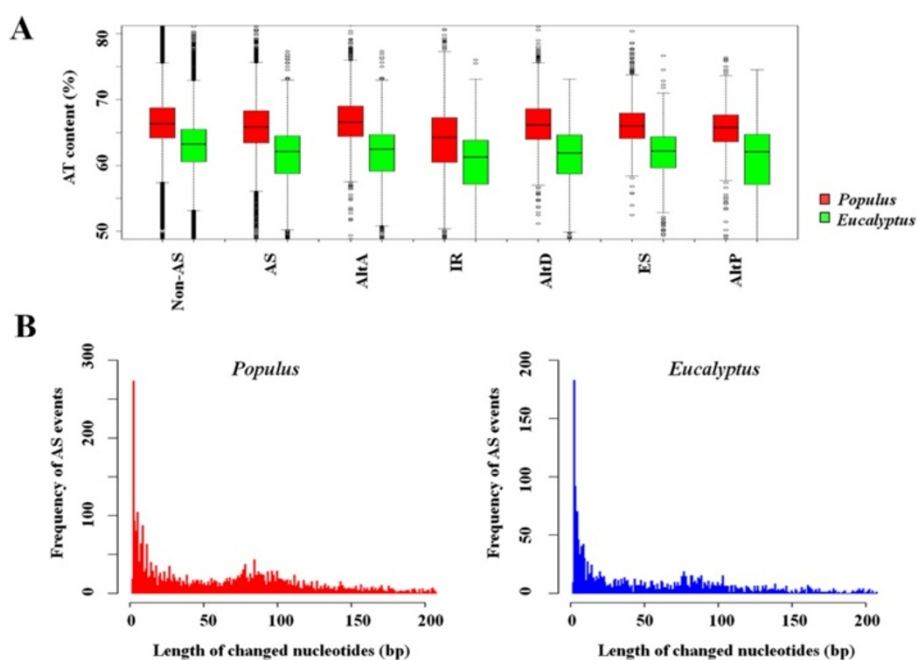 A
AT content (%)
80
70
60
50
Non-AS
AS
AltA
IR
AltD
ES
AltP
Populus
Eucalyptus
B
Populus
Frequency of AS events
300
200
100
0
0 50 100 150 200
Length of changed nucleotides (bp)
Eucalyptus
Frequency of AS events
200
150
100
50
0
0 50 100 150 200
Length of changed nucleotides (bp)